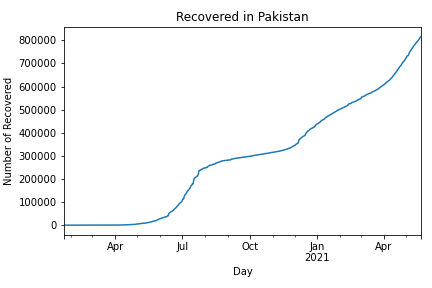 Recovered in Pakistan
Number of Recovered
800000
700000
600000
500000
400000
300000
200000
100000
0
Apr
Jul
Oct
Jan
2021
Apr
Day